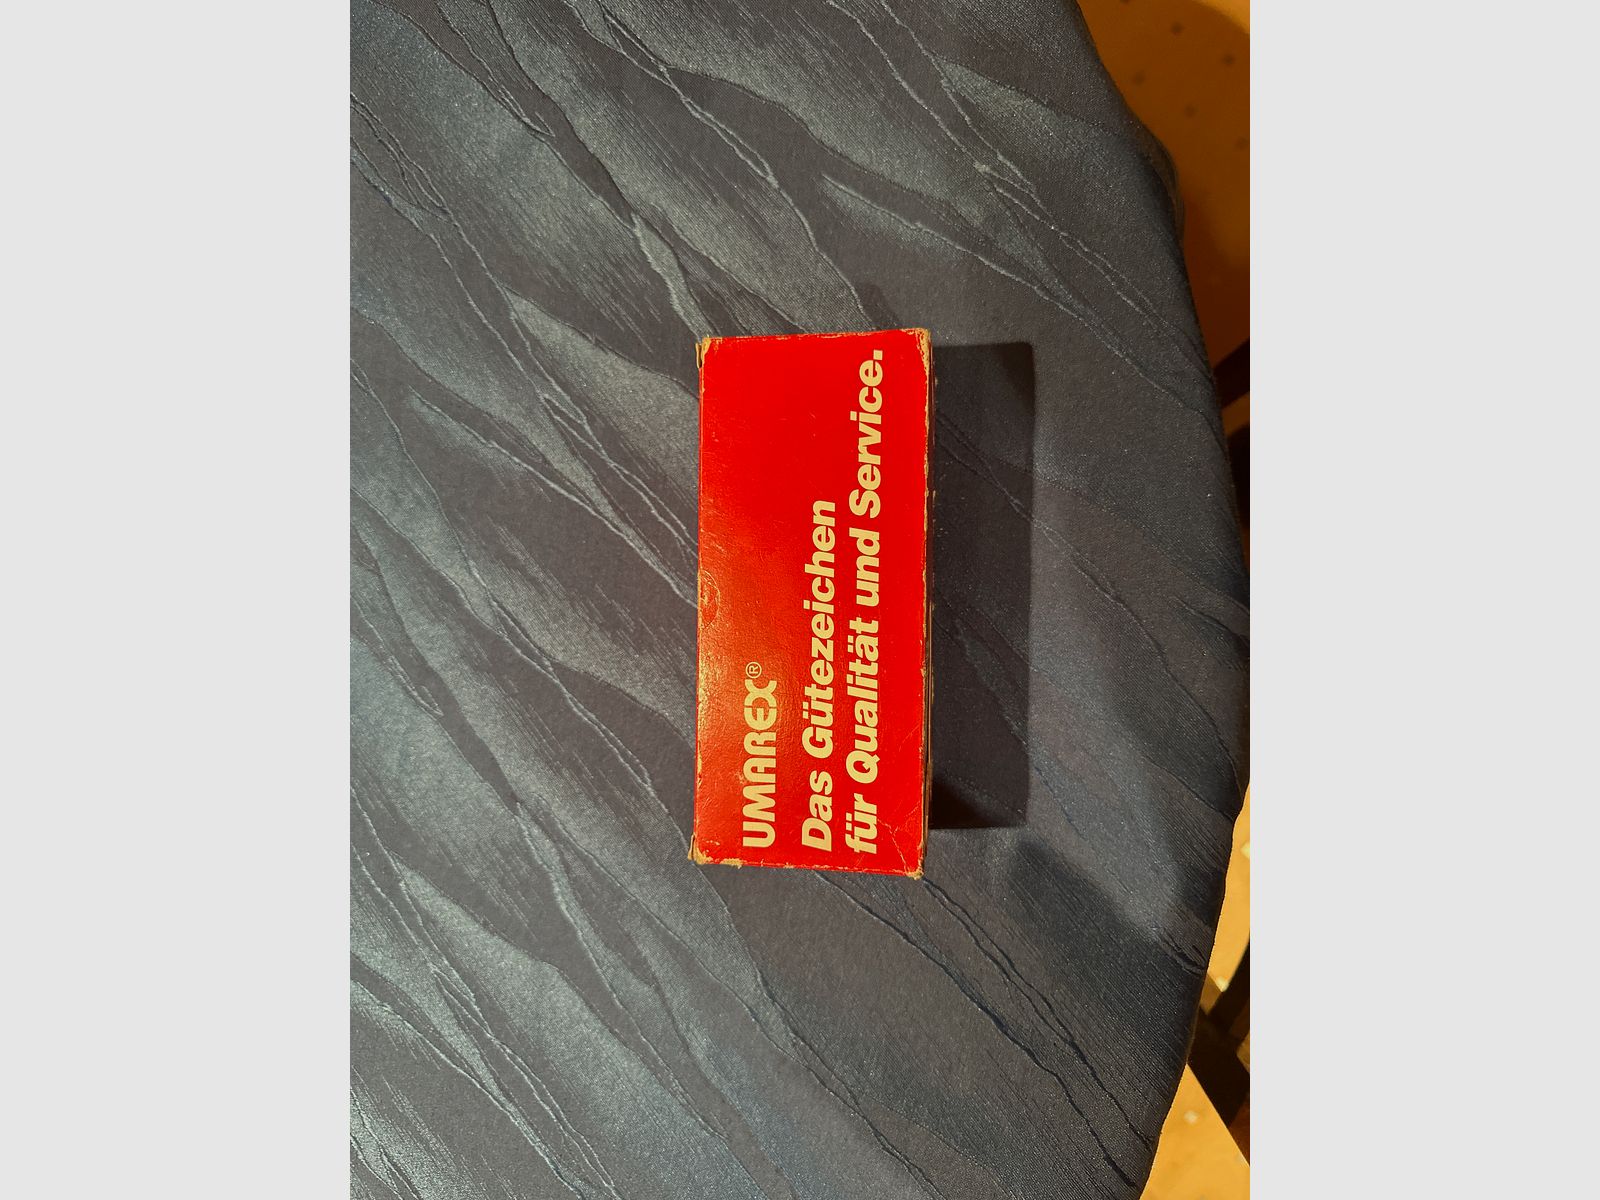 UMAREX®
Das Gütezeichen
für Qualität und Service.